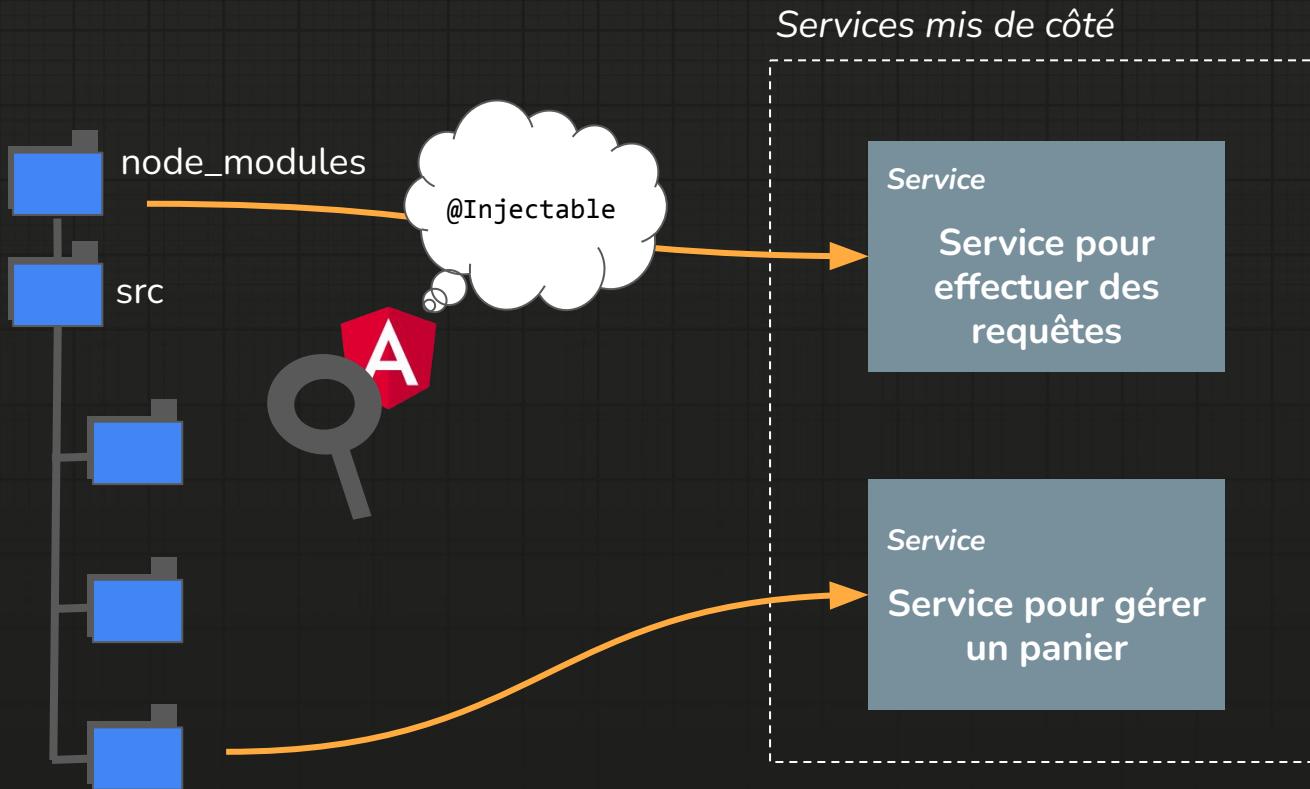 Services mis de côté
node_modules
@Injectable
Service
Service pour
effectuer des
requêtes
src
A
Service
Service pour gérer
un panier